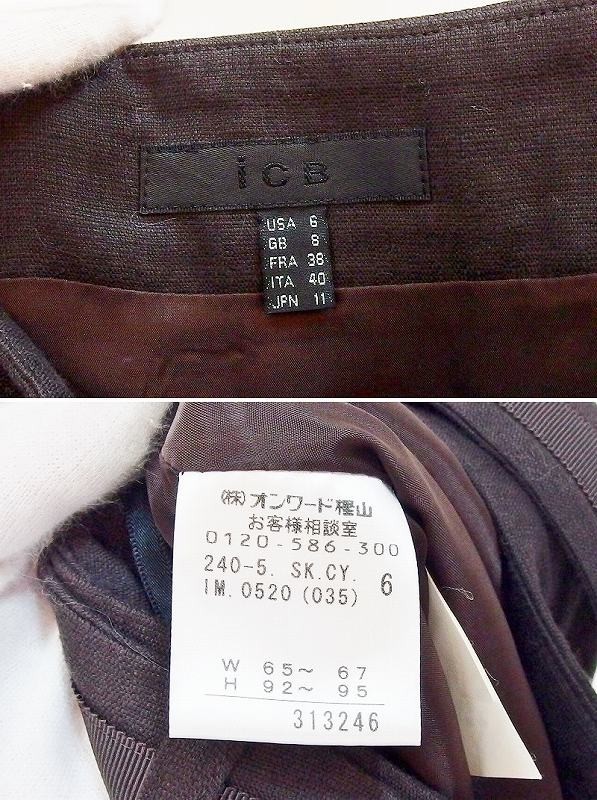 iCB
USA 6
GB 8
FRA 38
ITA 40
JPN 11
(株)オンワード樫山
お客様相談室
0120-586-300
240-5. SK.CY. 6
IM.0520 (035)
W 65～ 67
H 92～ 95
313246